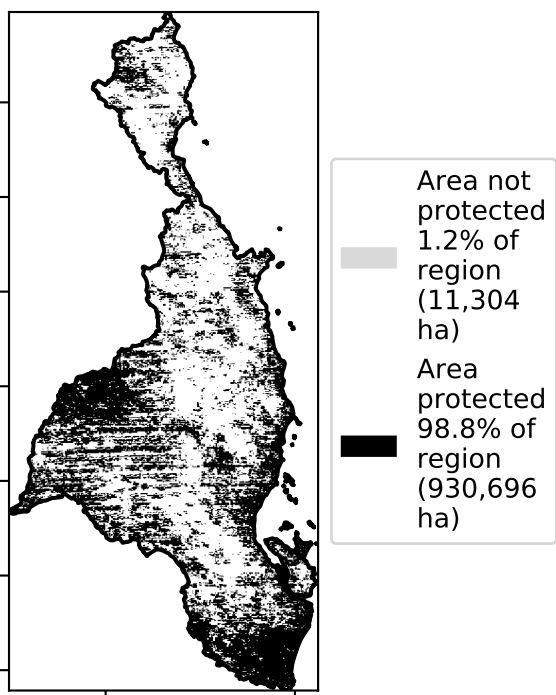 Area not
protected
1.2% of
region
(11,304
ha)
Area
protected
98.8% of
region
(930,696
ha)